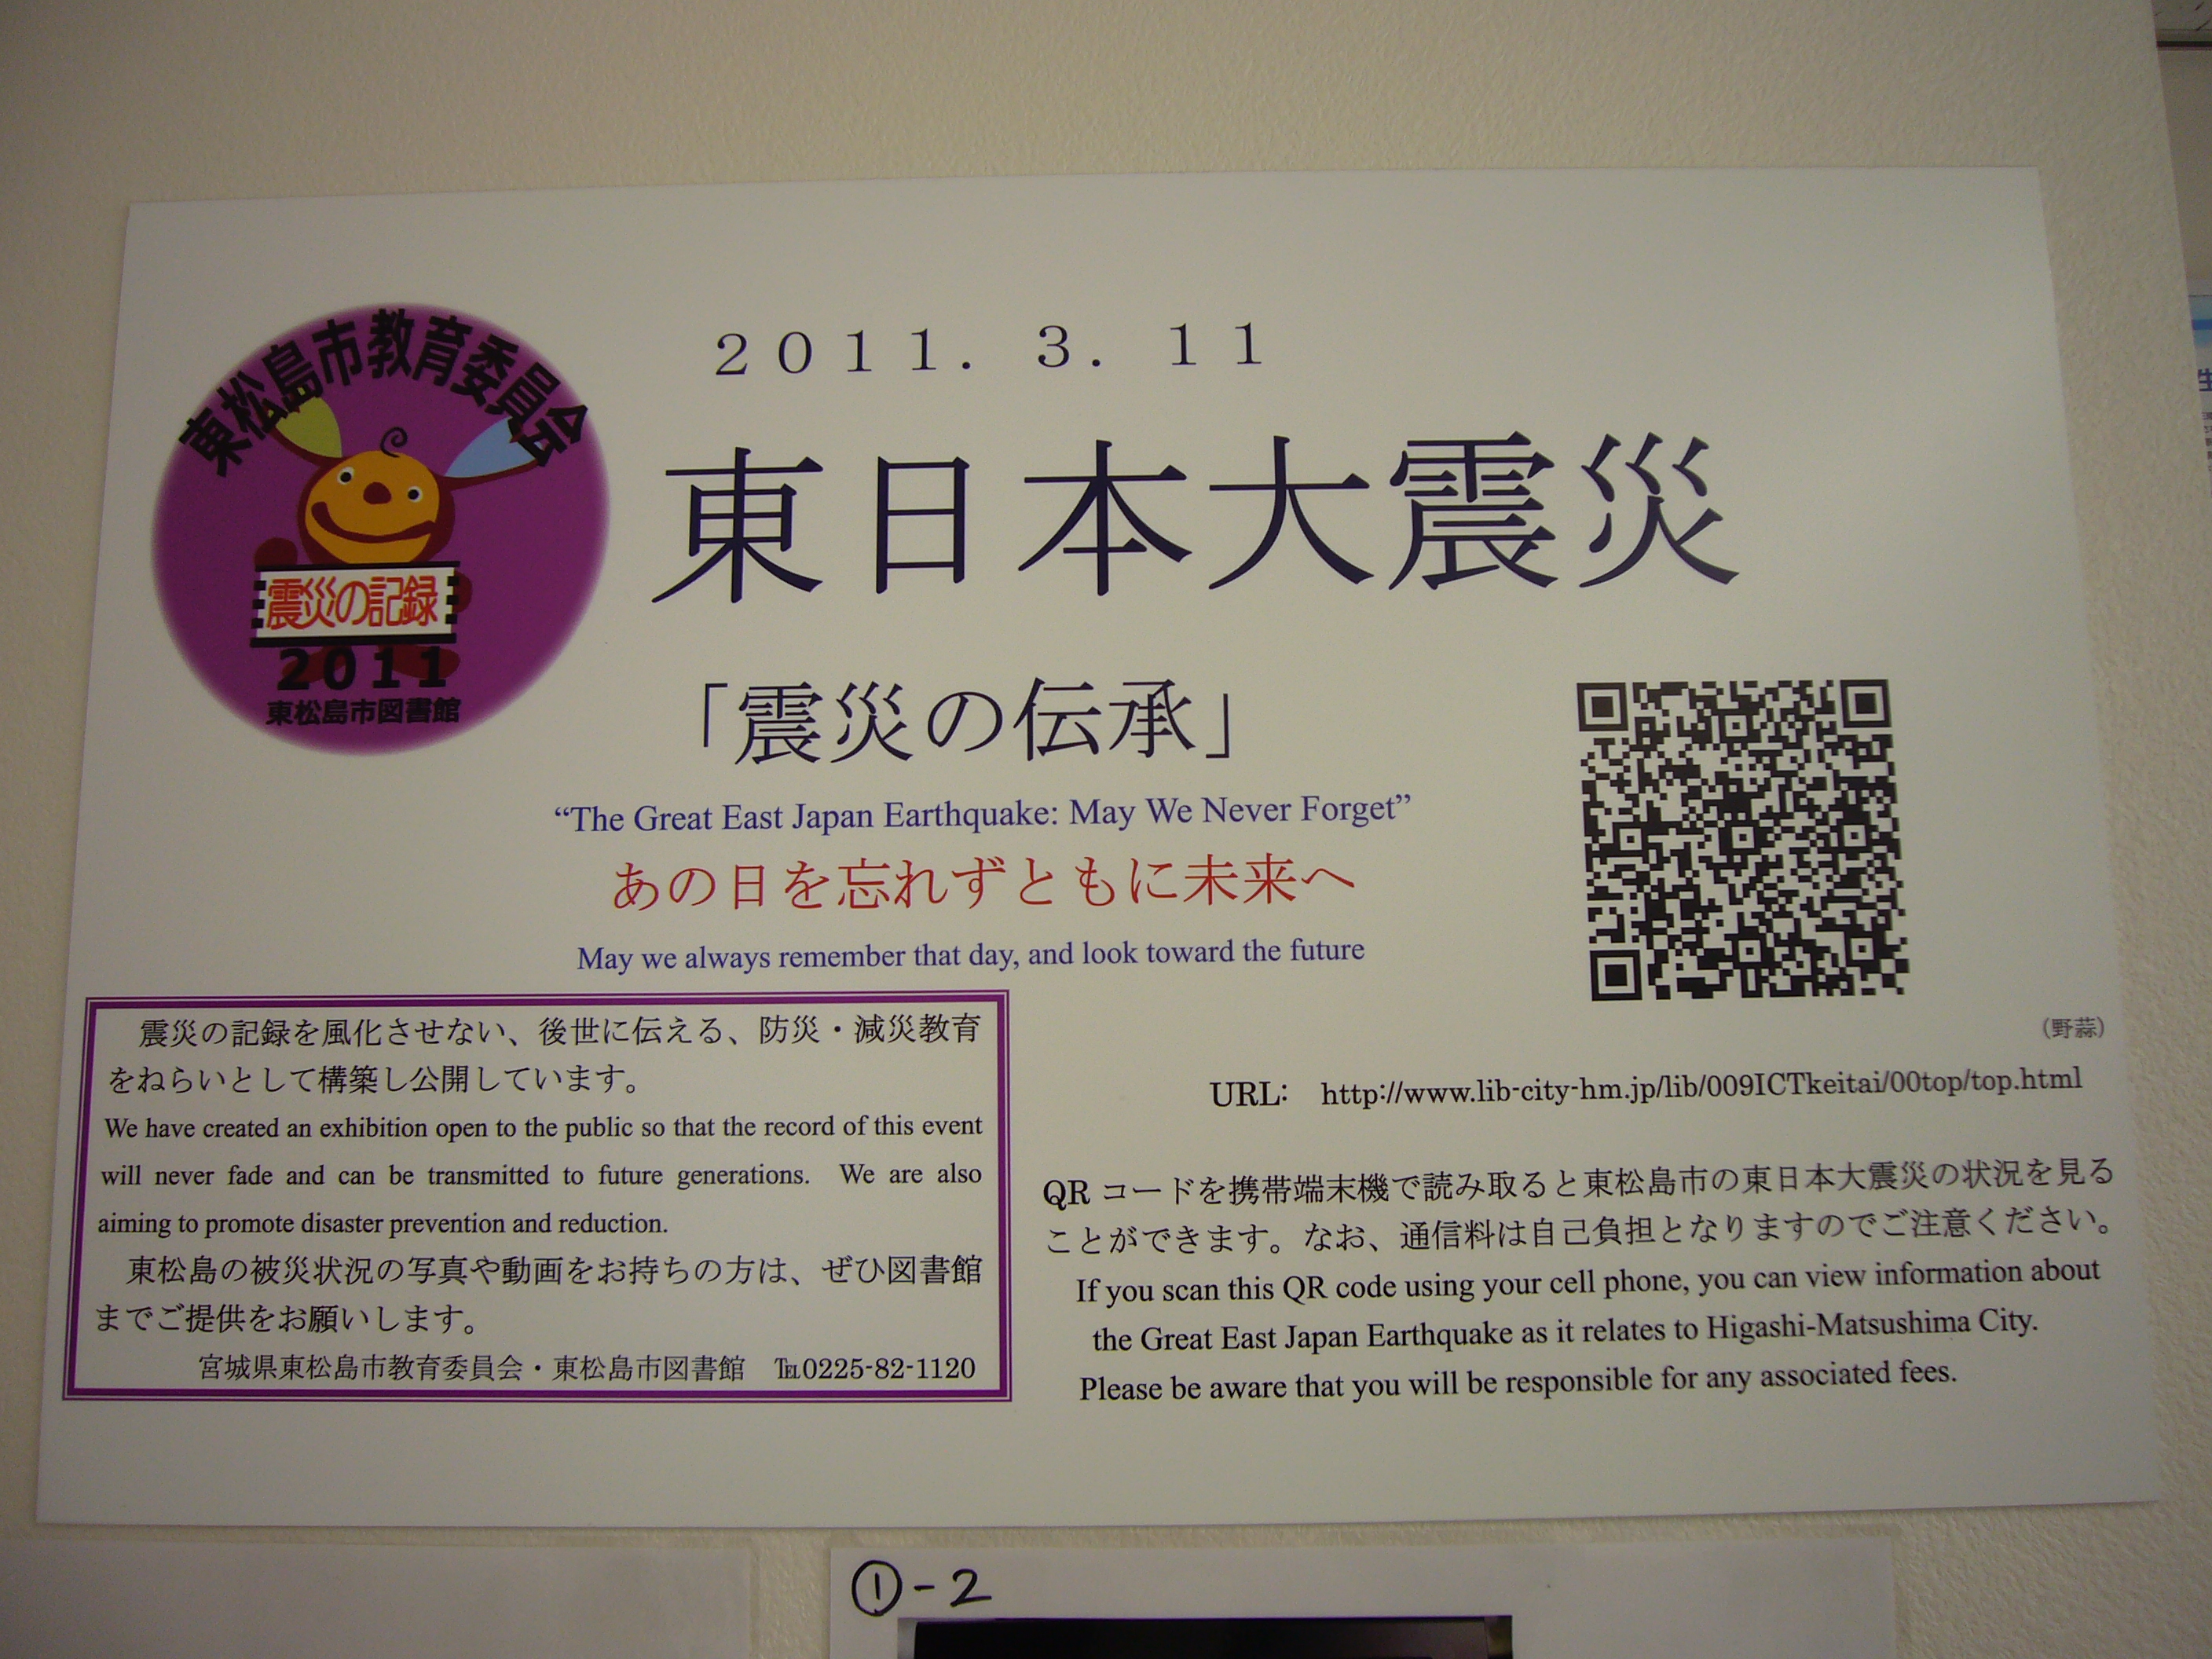 東松島市教育委員会
震災の記録
2011
東松島市図書館
２０１１．３．１１
東日本大震災
「震災の伝承」
“The Great East Japan Earthquake: May We Never Forget”
あの日を忘れずともに未来へ
May we always remember that day, and look toward the future
震災の記録を風化させない、後世に伝える、防災・減災教育
をねらいとして構築し公開しています。
We have created an exhibition open to the public so that the record of this event
will never fade and can be transmitted to future generations. We are also
aiming to promote disaster prevention and reduction.
東松島の被災状況の写真や動画をお持ちの方は、ぜひ図書館
までご提供をお願いします。
宮城県東松島市教育委員会・東松島市図書館 ℡0225-82-1120
(野蒜)
URL: http://www.lib-city-hm.jp/lib/009ICTkeitai/00top/top.html
QR コードを携帯端末機で読み取ると東松島市の東日本大震災の状況を見る
ことができます。なお、通信料は自己負担となりますのでご注意ください。
If you scan this QR code using your cell phone, you can view information about
the Great East Japan Earthquake as it relates to Higashi-Matsushima City.
Please be aware that you will be responsible for any associated fees.
①-2